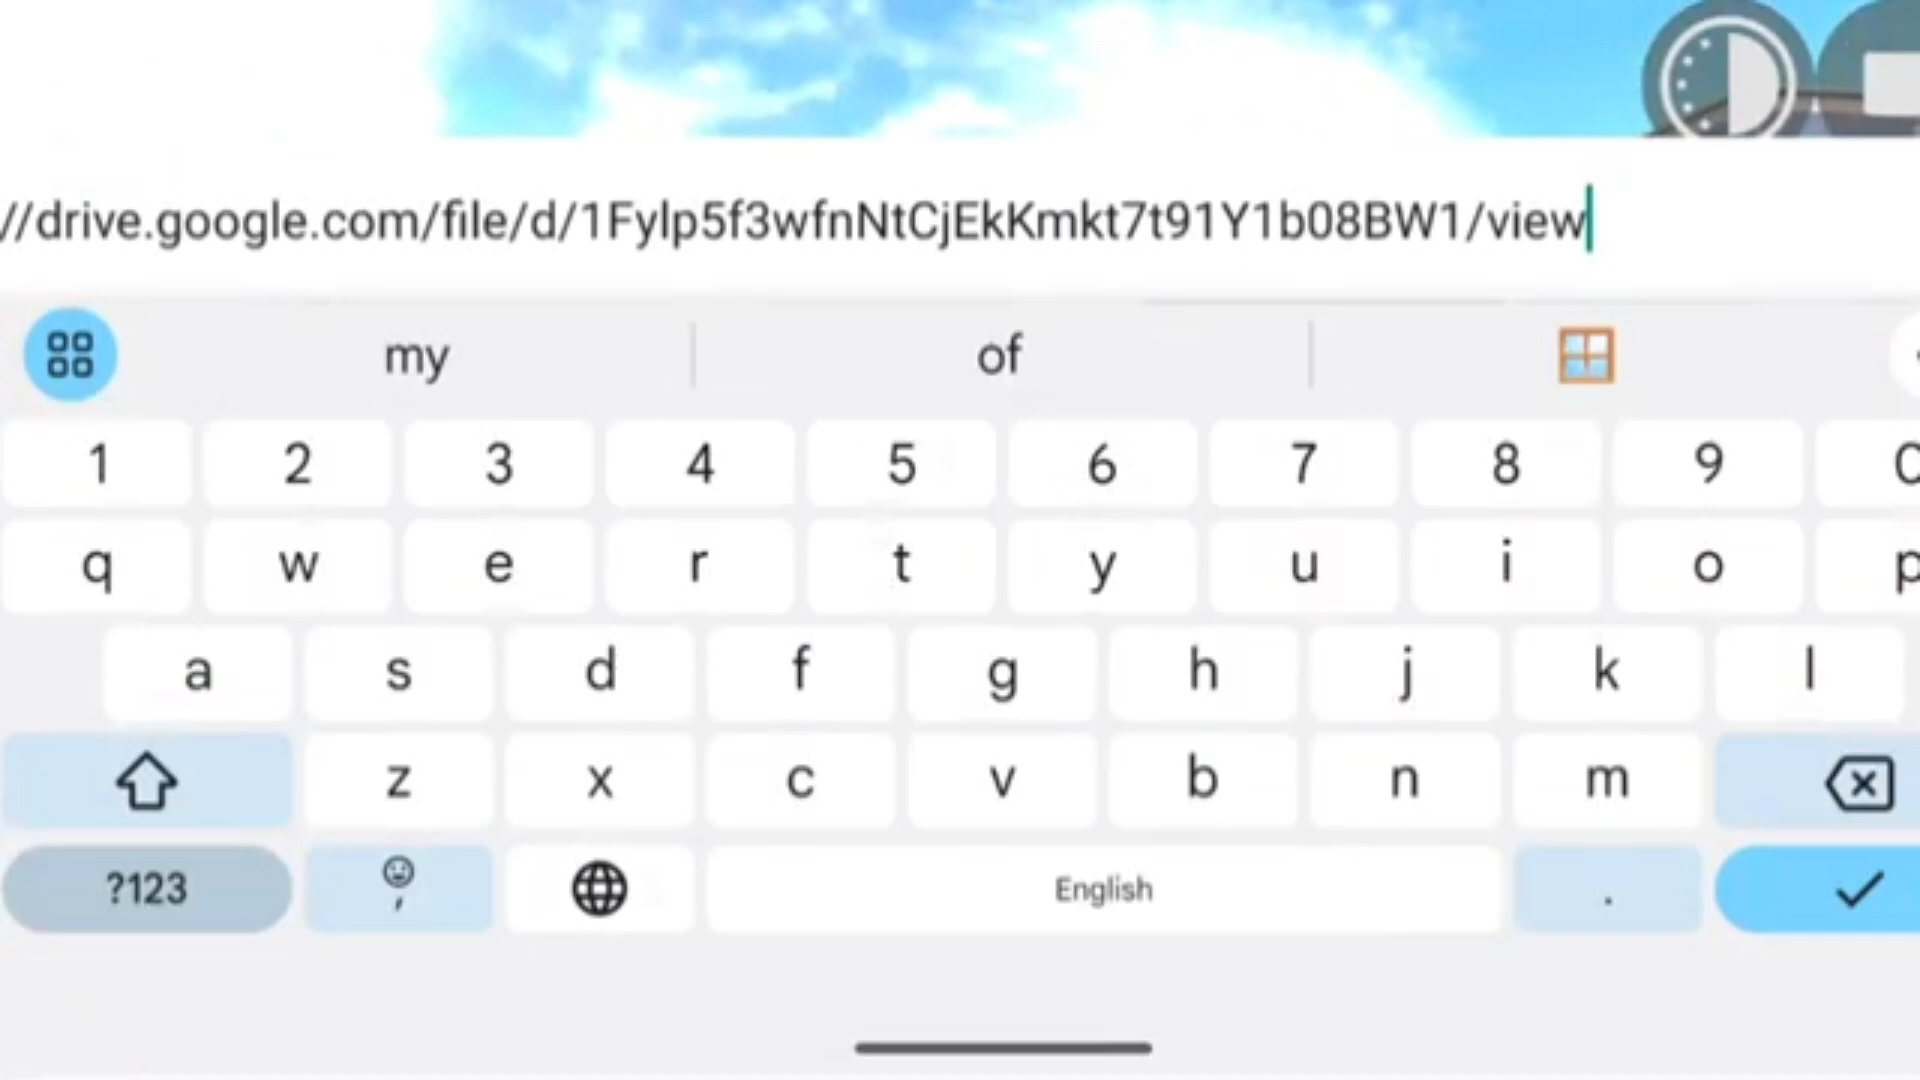 //drive.google.com/file/d/1Fylp5f3wfnNtCjEkKmkt7t91Y1b08BW1/view
my of
1 2 3 4 5 6 7 8 9 0
q w e r t y u i o p
a s d f g h j k l
z x c v b n m
?123 , English .